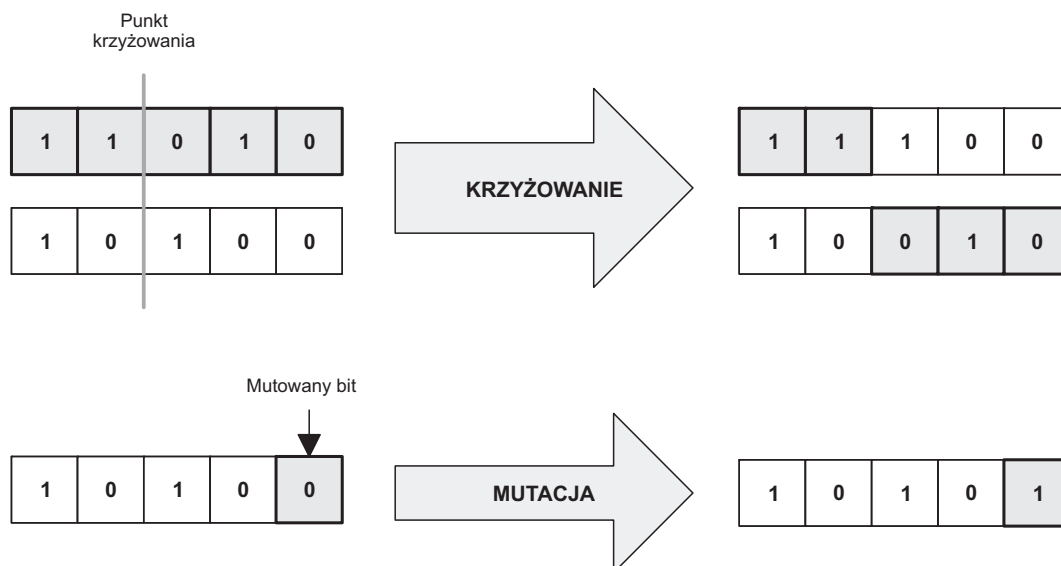 Punkt
krzyżowania
1 1 0 1 0
1 0 1 0 0
KRZYŻOWANIE
1 1 1 0 0
1 0 0 1 0
Mutowany bit
1 0 1 0 0
MUTACJA
1 0 1 0 1